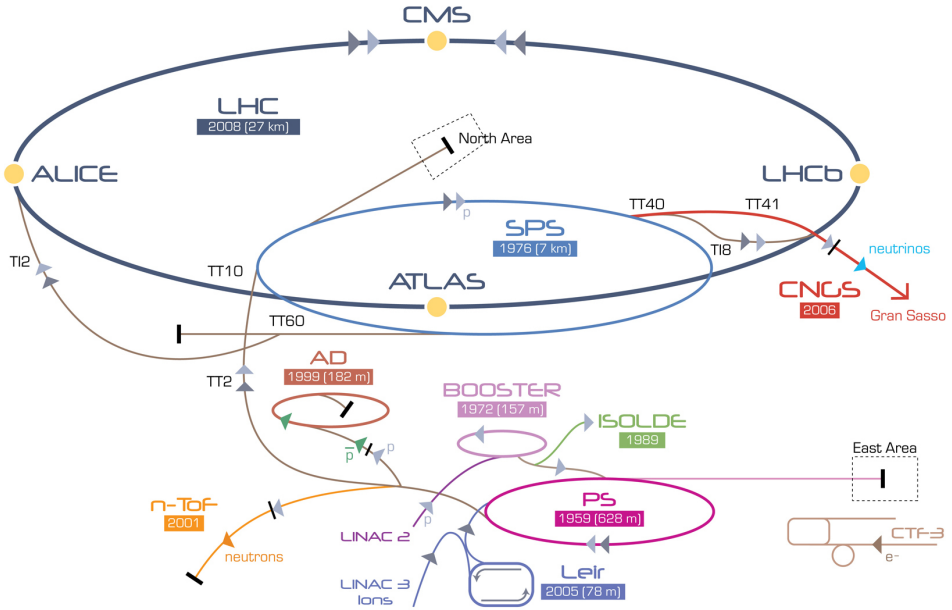 CMS
LHC
2008 (27 km)
North Area
ALICE
LHCb
TT40
TT41
p
SPS
1976 (7 km)
TI8
neutrinos
TI2
TT10
ATLAS
CNGS
2006
Gran Sasso
TT60
AD
1999 (182 m)
TT2
BOOSTER
1972 (157 m)
ISOLDE
1989
p
p
East Area
n-ToF
2001
PS
1959 (628 m)
p
LINAC 2
neutrons
CTF-3
e-
LINAC 3
Ions
Leir
2005 (78 m)